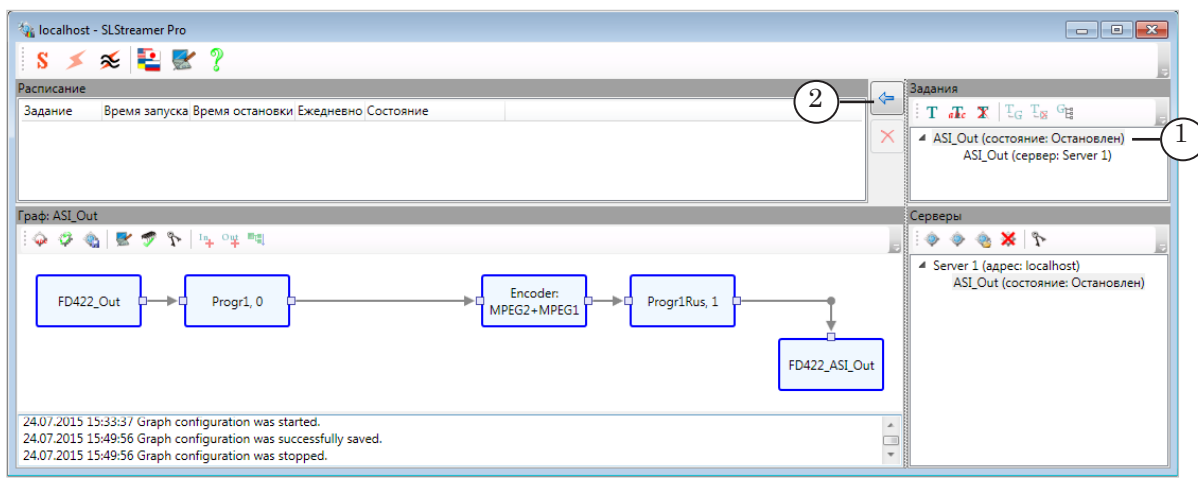 localhost - SLStreamer Pro
Расписание
Задание Время запуска Время остановки Ежедневно Состояние
2
Задания
ASI_Out (состояние: Остановлен)
1
ASI_Out (сервер: Server 1)
Граф: ASI_Out
FD422_Out
Progr1, 0
Encoder:
MPEG2+MPEG1
Progr1Rus, 1
FD422_ASI_Out
24.07.2015 15:33:37 Graph configuration was started.
24.07.2015 15:49:56 Graph configuration was successfully saved.
24.07.2015 15:49:56 Graph configuration was stopped.
Серверы
Server 1 (адрес: localhost)
ASI_Out (состояние: Остановлен)